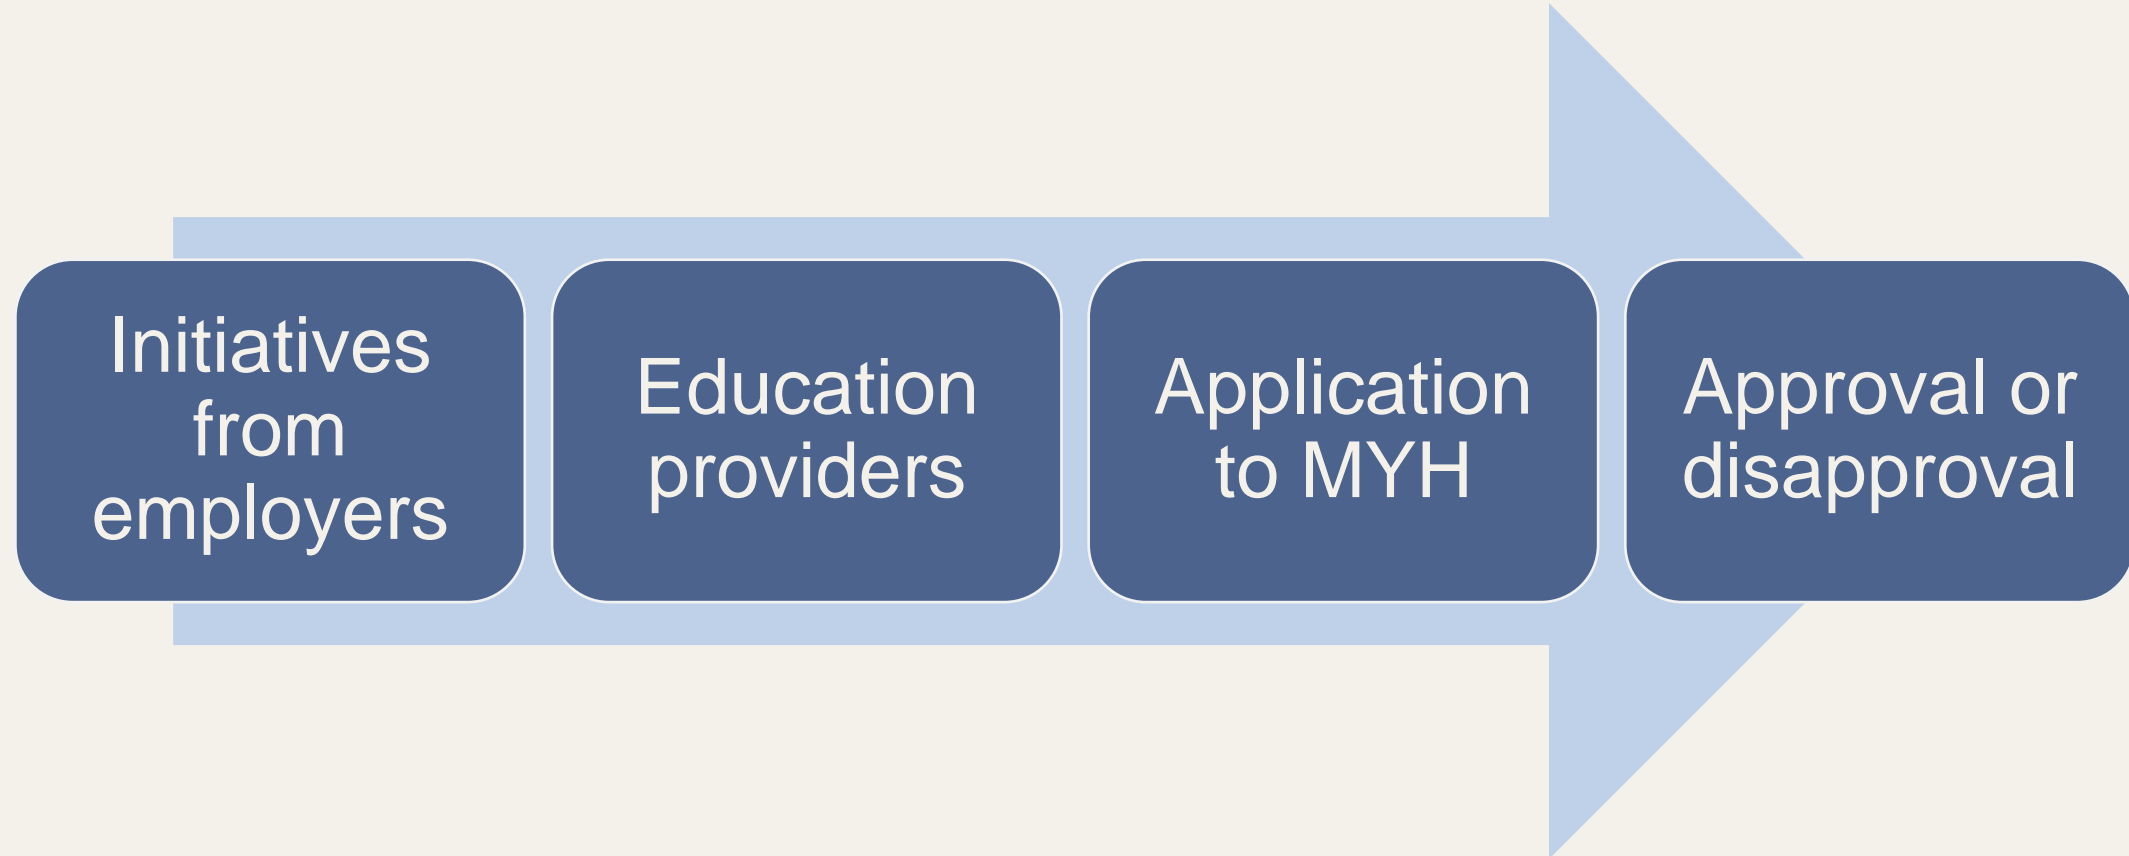 Initiatives
from
employers
Education
providers
Application
to MYH
Approval or
disapproval